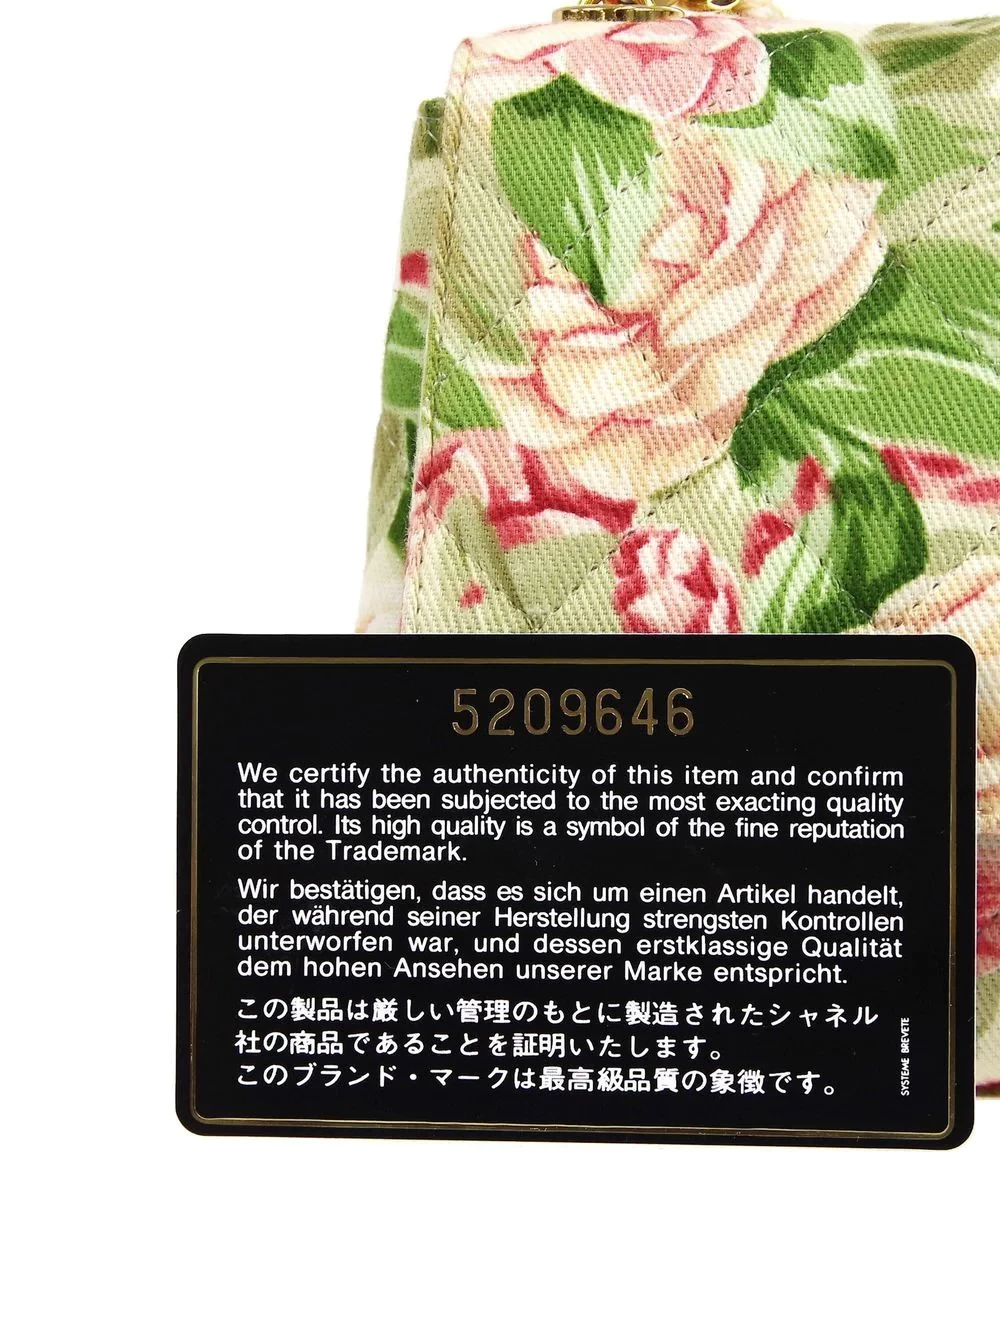 5209646
We certify the authenticity of this item and confirm
that it has been subjected to the most exacting quality
control. Its high quality is a symbol of the fine reputation
of the Trademark.
Wir bestätigen, dass es sich um einen Artikel handelt,
der während seiner Herstellung strengsten Kontrollen
unterworfen war, und dessen erstklassige Qualität
dem hohen Ansehen unserer Marke entspricht.
この製品は厳しい管理のもとに製造されたシャネル
社の商品であることを証明いたします。
このブランド・マークは最高級品質の象徴です。
SYSTEME BREVETE